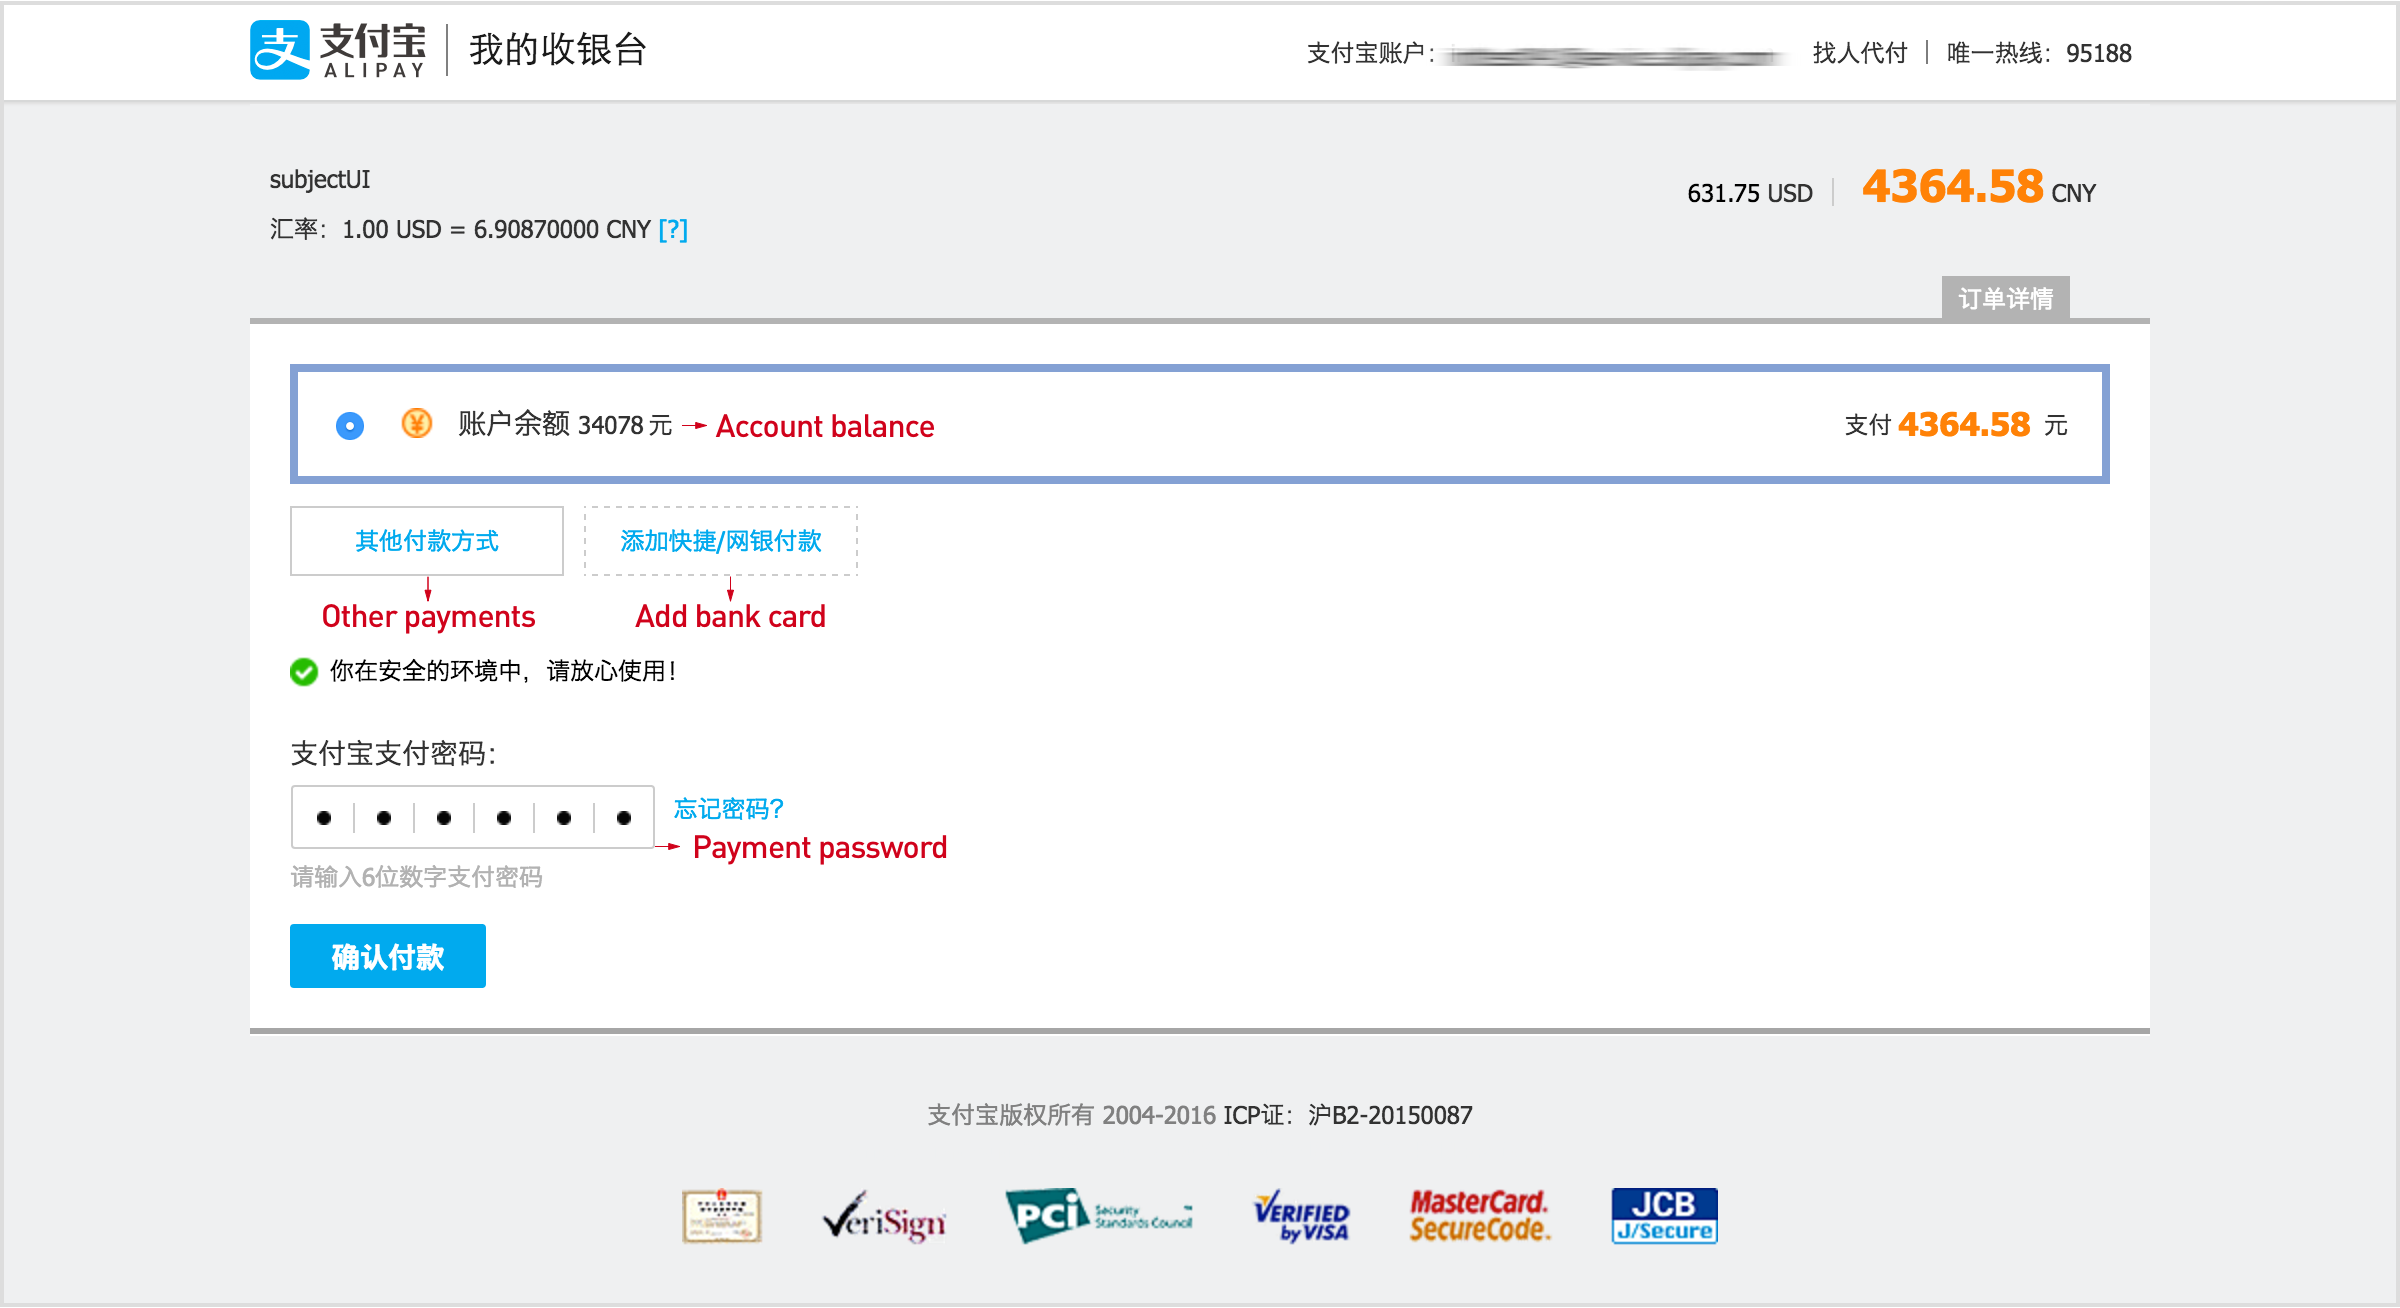 支付宝
ALIPAY
我的收银台
支付宝账户：
找人代付
唯一热线：95188
subjectUI
631.75 USD
4364.58 CNY
汇率：1.00 USD = 6.90870000 CNY [?]
订单详情
账户余额 34078 元
Account balance
支付 4364.58 元
其他付款方式
添加快捷/网银付款
Other payments
Add bank card
你在安全的环境中，请放心使用！
支付宝支付密码：
忘记密码?
Payment password
请输入6位数字支付密码
确认付款
支付宝版权所有 2004-2016 ICP证：沪B2-20150087
VeriSign
PCI Security Standards Council
VERIFIED by VISA
MasterCard. SecureCode.
JCB
J/Secure